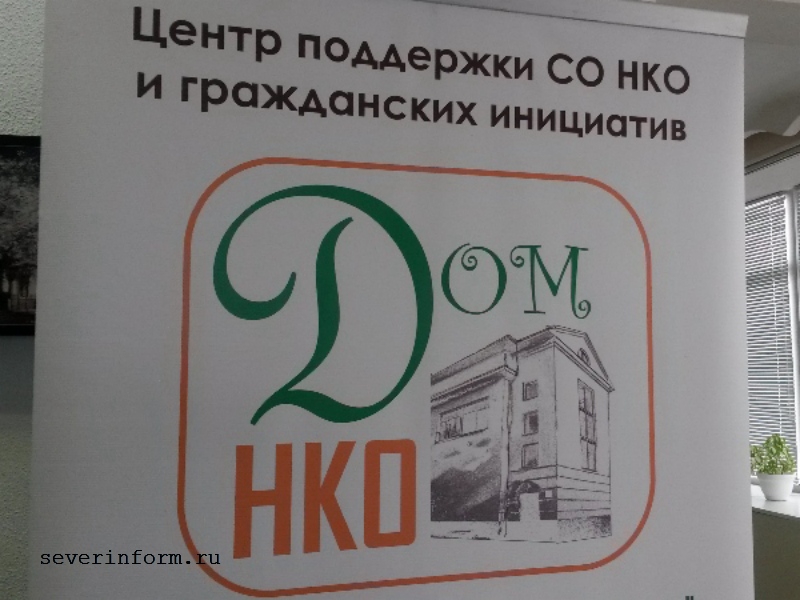 Центр поддержки СО НКО
и гражданских инициатив
Дом
НКО
severinform.ru